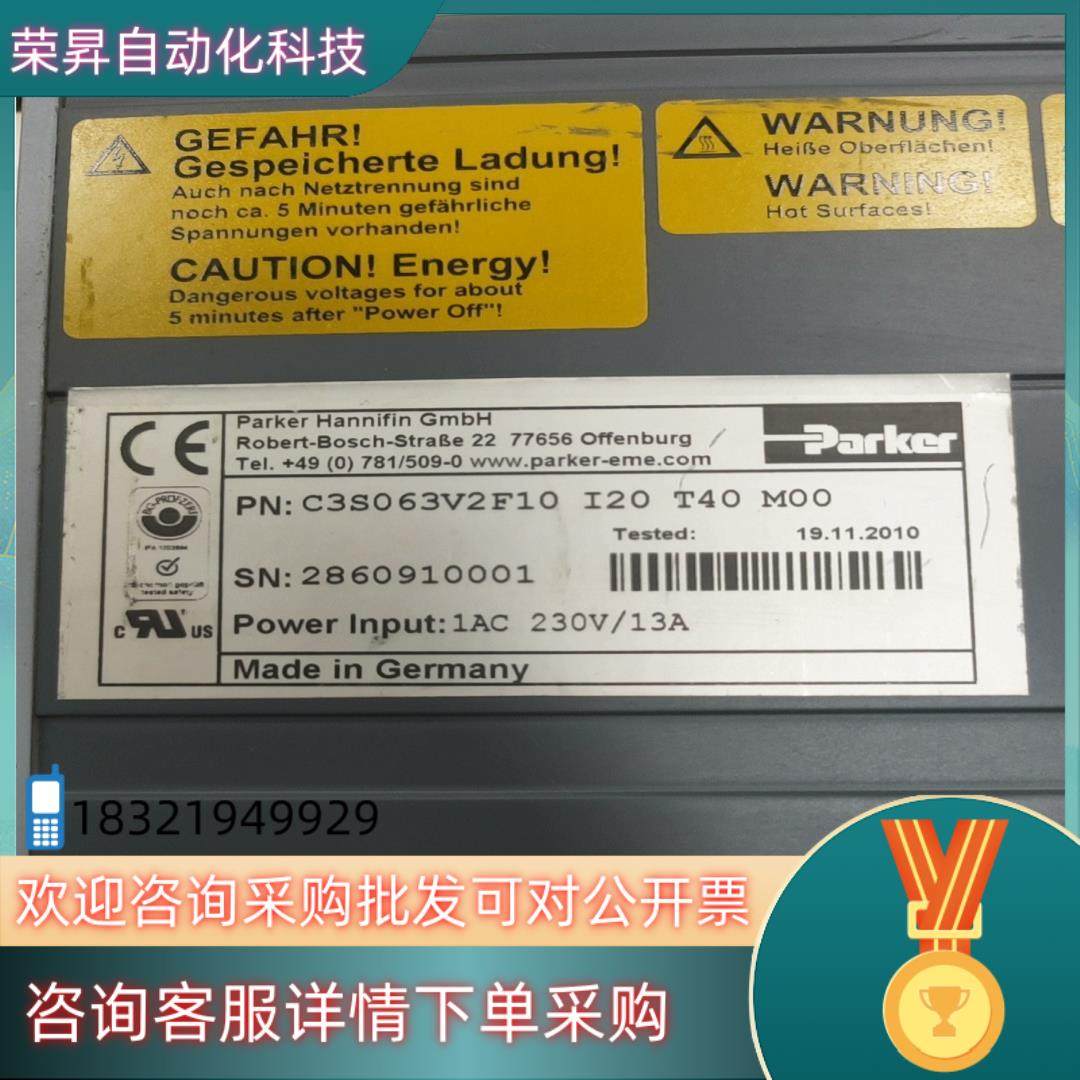 荣昇自动化科技
GEFAHR!
Gespeicherte Ladung!
Auch nach Netztrennung sind
noch ca. 5 Minuten gefährliche
Spannungen vorhanden!
CAUTION! Energy!
Dangerous voltages for about
5 minutes after "Power Off"!
WARNUNG!
Heiße Oberflächen!
WARNING!
Hot Surfaces!
CE
Parker Hannifin GmbH
Robert-Bosch-Straße 22 77656 Offenburg
Tel. +49 (0) 781/509-0 www.parker-eme.com
Parker
PN: C3S063V2F10 I20 T40 M00
Tested: 19.11.2010
SN: 2860910001
tested safety
c RU US
Power Input: 1AC 230V/13A
Made in Germany
18321949929
欢迎咨询采购批发可对公开票
咨询客服详情下单采购